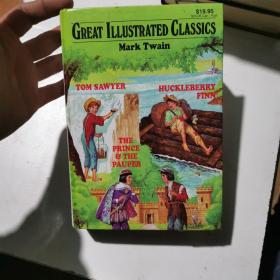 $19.95
GREAT ILLUSTRATED CLASSICS
Mark Twain
TOM SAWYER
HUCKLEBERRY
FINN
THE
PRINCE
& THE
PAUPER